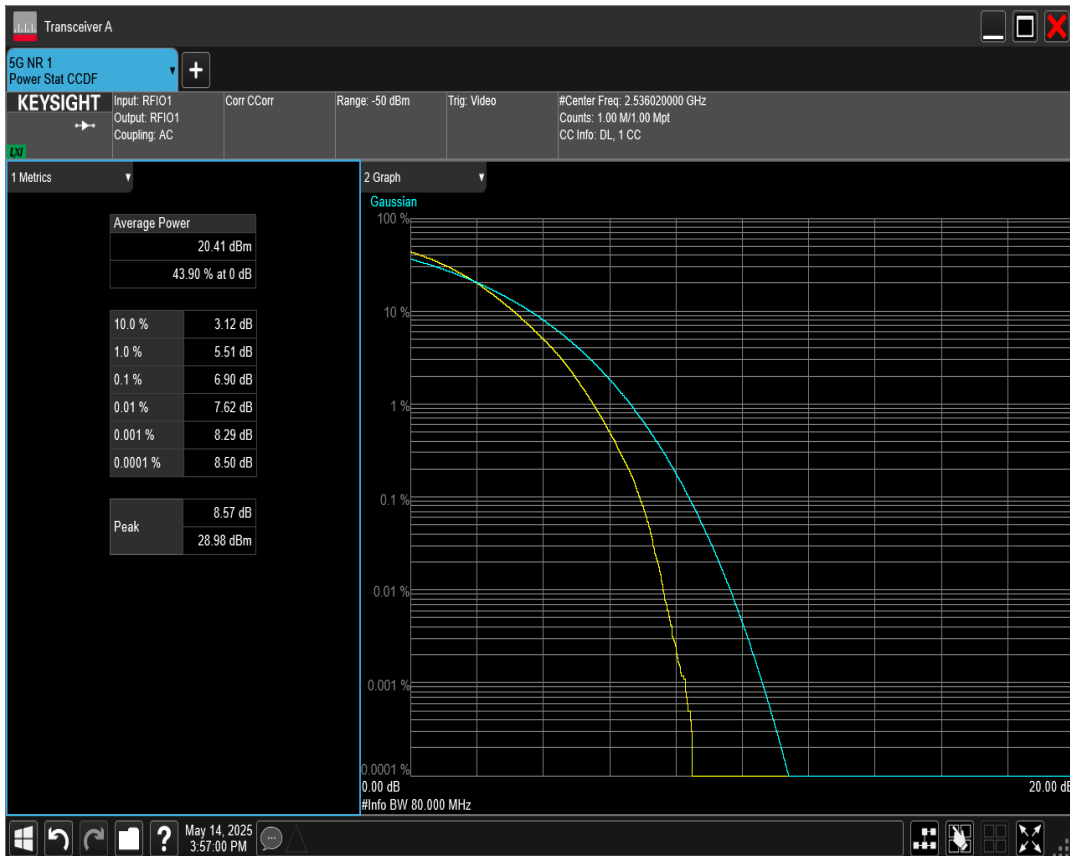 Transceiver A
5G NR 1
Power Stat CCDF
KEYSIGHT
LXI
Input: RFIO1
Output: RFIO1
Coupling: AC
Corr CCorr
Range: -50 dBm
Trig: Video
#Center Freq: 2.536020000 GHz
Counts: 1.00 M/1.00 Mpt
CC Info: DL, 1 CC
1 Metrics
Average Power
20.41 dBm
43.90 % at 0 dB
10.0 % 3.12 dB
1.0 % 5.51 dB
0.1 % 6.90 dB
0.01 % 7.62 dB
0.001 % 8.29 dB
0.0001 % 8.50 dB
Peak
8.57 dB
28.98 dBm
2 Graph
Gaussian
100 %
10 %
1 %
0.1 %
0.01 %
0.001 %
0.0001 %
0.00 dB
20.00 dB
#Info BW 80.000 MHz
?
May 14, 2025
3:57:00 PM